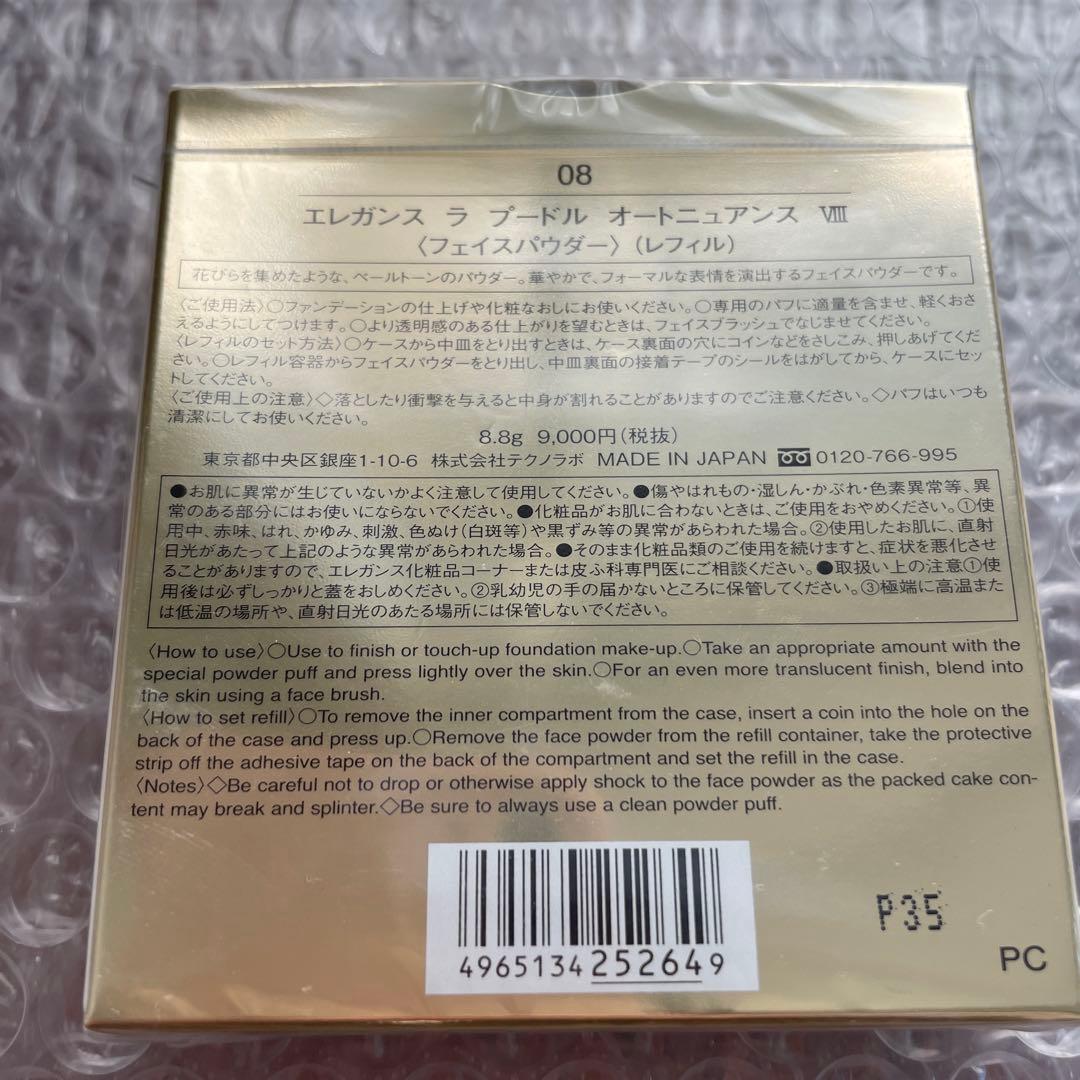 08
エレガンス ラ プードル オートニュアンス Ⅷ
〈フェイスパウダー〉(レフィル)
花びらを集めたような、ペールトーンのパウダー。華やかで、フォーマルな表情を演出するフェイスパウダーです。
〈ご使用法〉○ファンデーションの仕上げや化粧なおしにお使いください。○専用のパフに適量を含ませ、軽くおさ
えるようにしてつけます。○より透明感のある仕上がりを望むときは、フェイスブラッシュでなじませてください。
〈レフィルのセット方法〉○ケースから中皿をとり出すときは、ケース裏面の穴にコインなどをさしこみ、押しあげてくだ
さい。○レフィル容器からフェイスパウダーをとり出し、中皿裏面の接着テープのシールをはがしてから、ケースにセッ
トしてください。
〈ご使用上の注意〉◇落としたり衝撃を与えると中身が割れることがありますのでご注意ください。◇パフはいつも
清潔にしてお使いください。
8.8g 9,000円(税抜)
東京都中央区銀座1-10-6 株式会社テクノラボ MADE IN JAPAN 0120-766-995
●お肌に異常が生じていないかよく注意して使用してください。●傷やはれもの・湿しん・かぶれ・色素異常等、異
常のある部分にはお使いにならないでください。●化粧品がお肌に合わないときは、ご使用をおやめください。①使
用中、赤味、はれ、かゆみ、刺激、色ぬけ(白斑等)や黒ずみ等の異常があらわれた場合。②使用したお肌に、直射
日光があたって上記のような異常があらわれた場合。●そのまま化粧品類のご使用を続けますと、症状を悪化させ
ることがありますので、エレガンス化粧品コーナーまたは皮ふ科専門医にご相談ください。●取扱い上の注意①使
用後は必ずしっかりと蓋をおしめください。②乳幼児の手の届かないところに保管してください。③極端に高温また
は低温の場所や、直射日光のあたる場所には保管しないでください。
〈How to use〉○Use to finish or touch-up foundation make-up.○Take an appropriate amount with the
special powder puff and press lightly over the skin.○For an even more translucent finish, blend into
the skin using a face brush.
〈How to set refill〉○To remove the inner compartment from the case, insert a coin into the hole on the
back of the case and press up.○Remove the face powder from the refill container, take the protective
strip off the adhesive tape on the back of the compartment and set the refill in the case.
〈Notes〉◇Be careful not to drop or otherwise apply shock to the face powder as the packed cake con-
tent may break and splinter.◇Be sure to always use a clean powder puff.
4965134252649
P35
PC